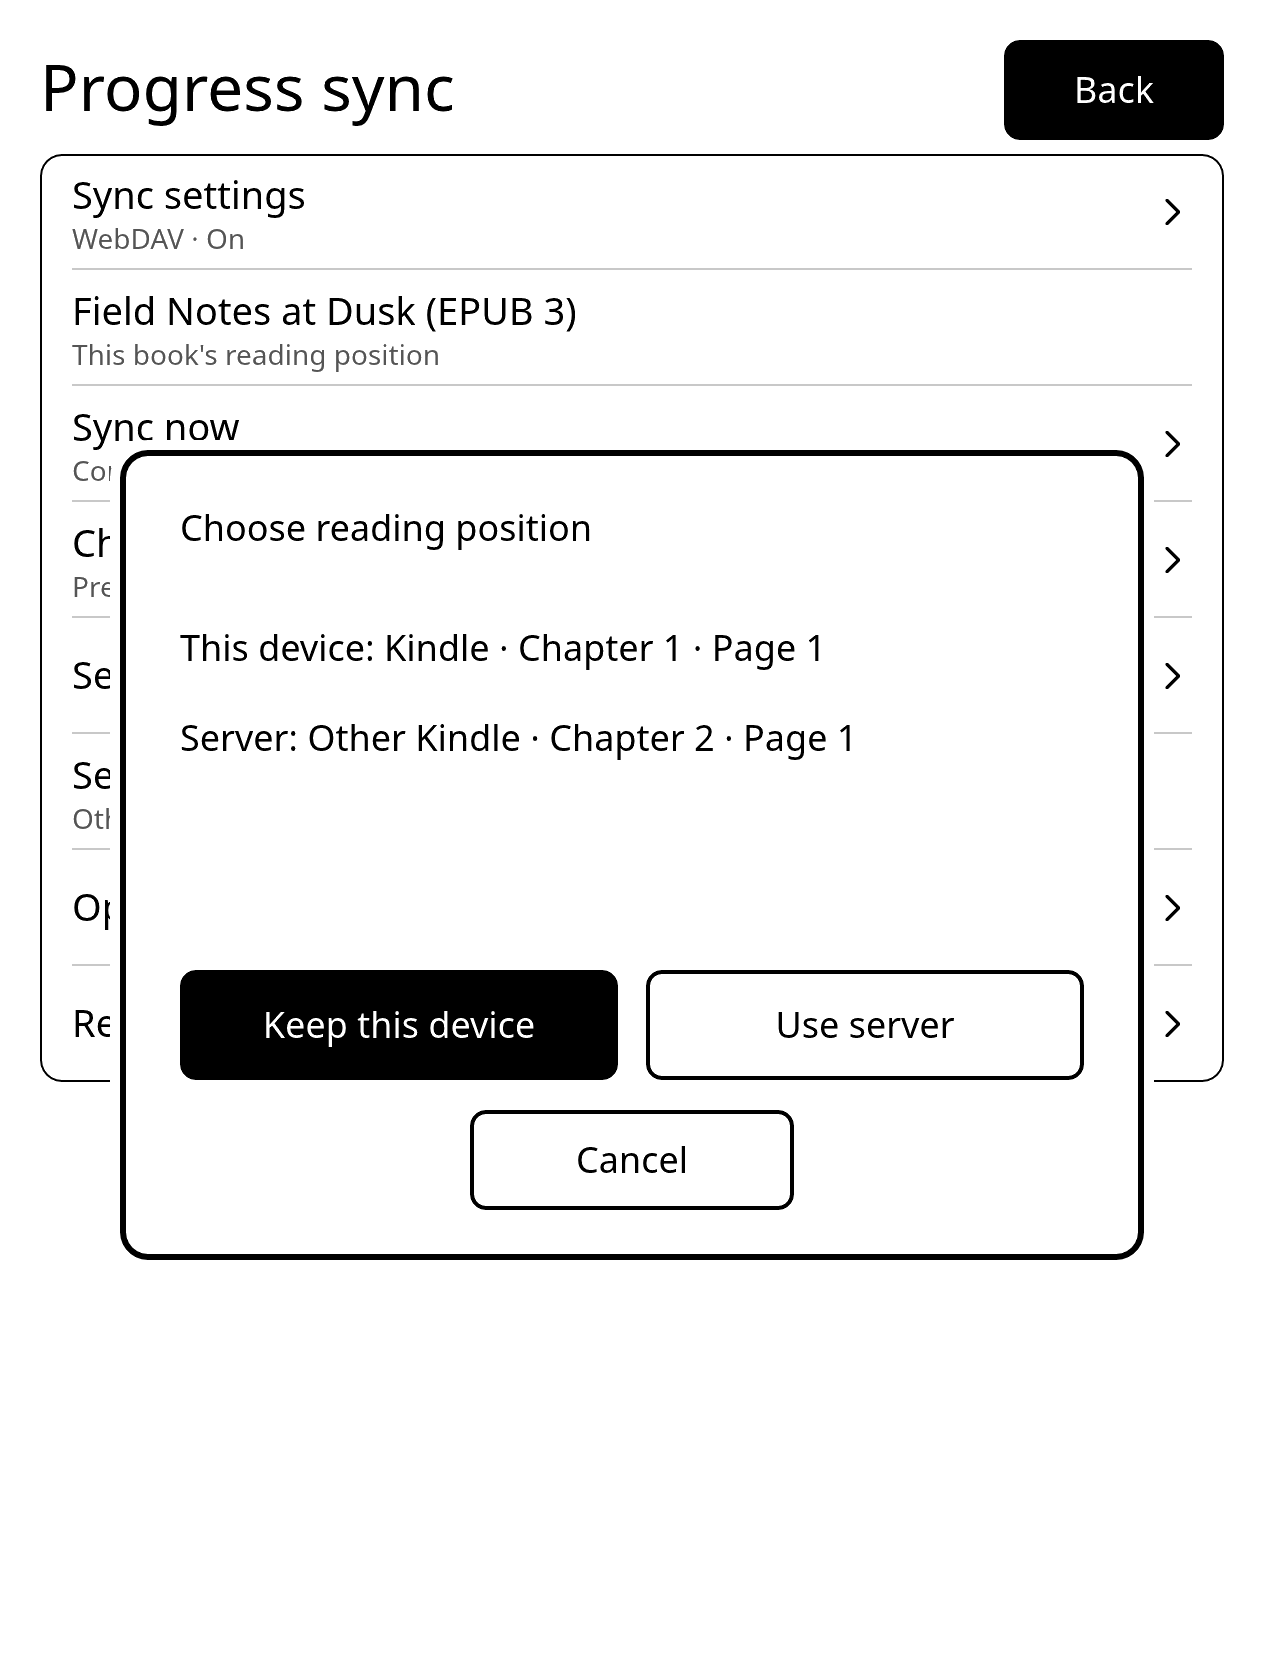 Progress sync
Back
Sync settings
WebDAV · On
Field Notes at Dusk (EPUB 3)
This book's reading position
Sync now
Choose reading position
This device: Kindle · Chapter 1 · Page 1
Server: Other Kindle · Chapter 2 · Page 1
Keep this device
Use server
Cancel